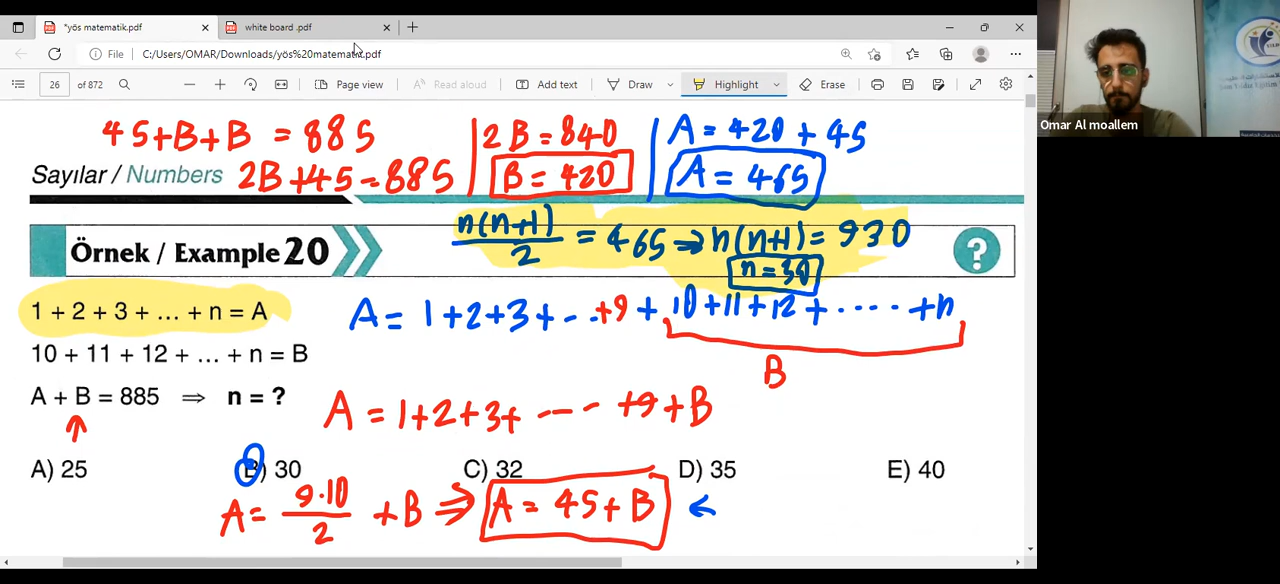 *yös matematik.pdf
white board .pdf
File
C:/Users/OMAR/Downloads/yös%20matematik.pdf
26 of 872
Page view
Read aloud
Add text
Draw
Highlight
Erase
Omar Al moallem
45+B+B = 885
2B+45=885
2B=840
B = 420
A=420+45
A = 465
Sayılar / Numbers
n(n+1)/2 = 465 → n(n+1) = 930
n=30
Örnek / Example 20
?
1 + 2 + 3 + ... + n = A
A = 1+2+3+ - .. +9 + 10+11+12+ ..... +n
B
10 + 11 + 12 + ... + n = B
A + B = 885 ⇒ n = ?
A = 1+2+3+ ---- +9 +B
A) 25
B) 30
C) 32
D) 35
E) 40
A= 9.10/2 +B ⇒ A = 45+B ←